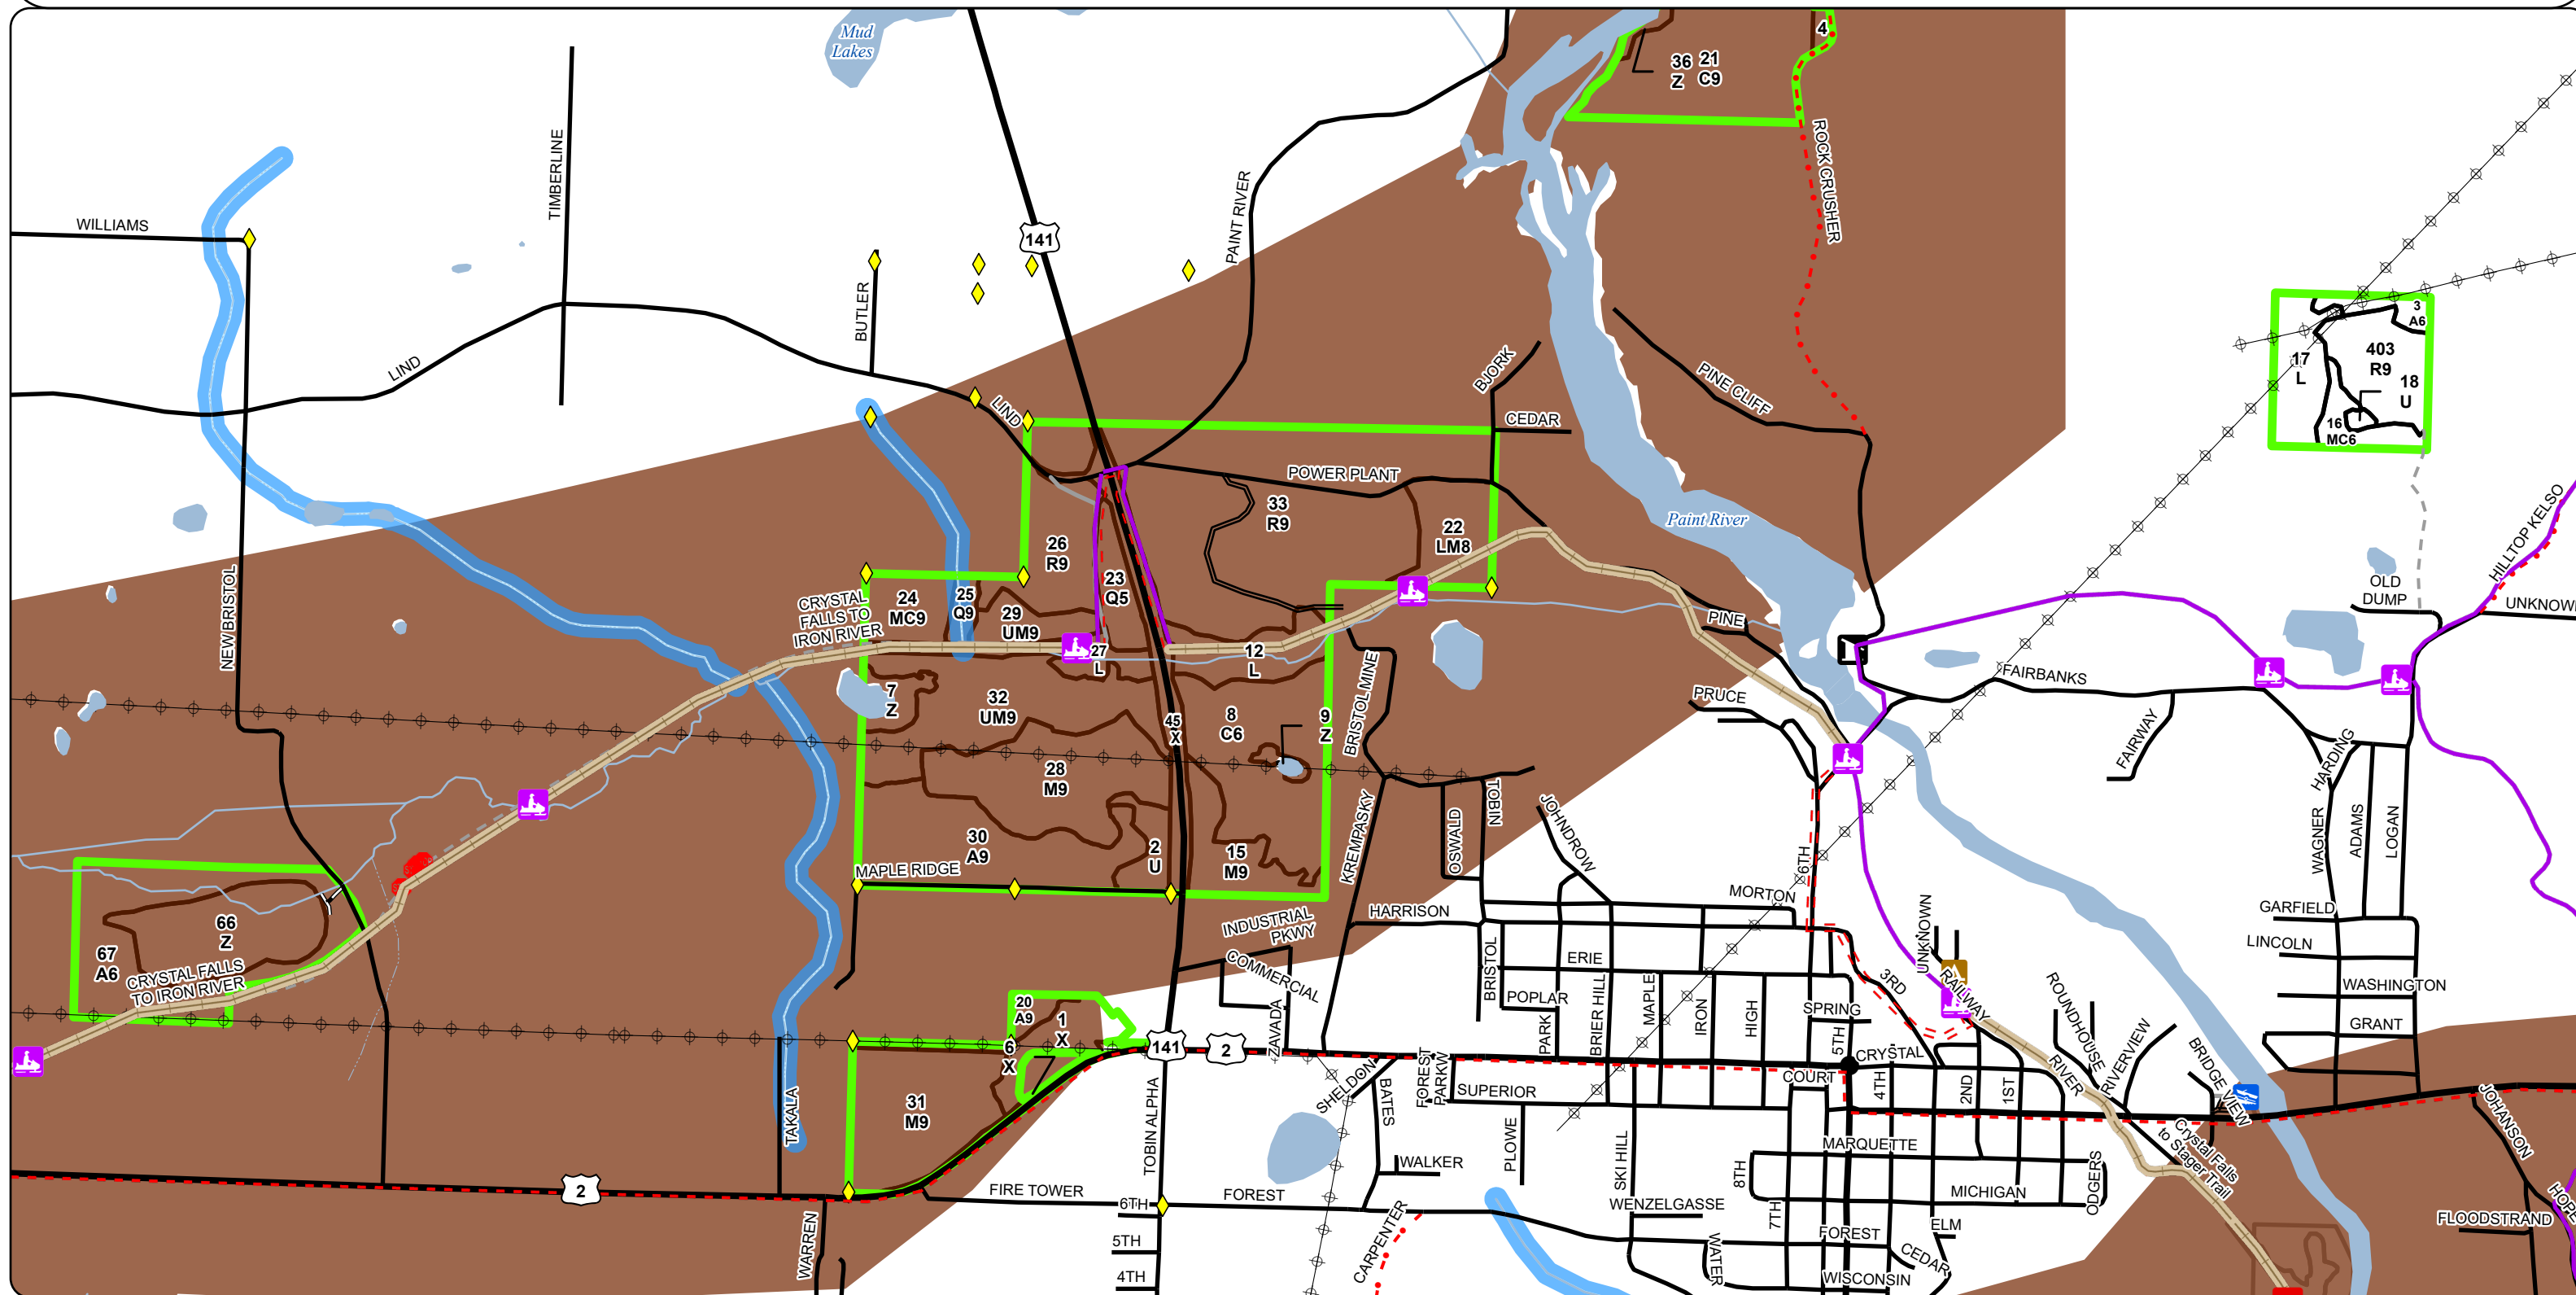 Mud
Lakes
4
36
Z
21
C9
ROCK CRUSHER
TIMBERLINE
WILLIAMS
PAINT RIVER
141
BUTLER
LIND
LIND
BJORK
PINE CLIFF
CEDAR
3
A6
403
R9
17
L
18
U
16
MC6
POWER PLANT
33
R9
22
LM8
Paint River
HILLTOP KELSO
26
R9
23
Q5
24
MC9
25
Q9
29
UM9
CRYSTAL
FALLS TO
IRON RIVER
NEW BRISTOL
OLD
DUMP
PINE
27
L
12
L
BRISTOL MINE
FAIRBANKS
PRUCE
7
Z
32
UM9
45
X
8
C6
9
Z
FAIRWAY
HARDING
28
M9
TOBIN
OSWALD
JOHNDROW
KREMPASKY
6TH
WAGNER
ADAMS
LOGAN
30
A9
2
U
15
M9
MAPLE RIDGE
MORTON
HARRISON
GARFIELD
66
Z
67
A6
INDUSTRIAL
PKWY
COMMERCIAL
UNKNOWN
LINCOLN
CRYSTAL FALLS
TO IRON RIVER
BRISTOL
ERIE
3RD
RAILWAY
WASHINGTON
POPLAR
PARK
BRIER HILL
MAPLE
IRON
HIGH
SPRING
5TH
ROUNDHOUSE
RIVERVIEW
GRANT
20
A9
1
X
6
X
ZAVADA
141
2
CRYSTAL
COURT
4TH
2ND
1ST
RIVER
BRIDGE VIEW
SHELDON
FOREST
PARKW
SUPERIOR
BATES
31
M9
TAKALA
TOBIN ALPHA
PLOWE
SKI HILL
MARQUETTE
Crystal Falls
to Stager Trail
JOHANSON
WALKER
8TH
ODGERS
2
FIRE TOWER
6TH
FOREST
MICHIGAN
WENZELGASSE
7TH
WARREN
5TH
CARPENTER
WATER
FOREST
ELM
CEDAR
FLOODSTRAND
HOPE
4TH
WISCONSIN